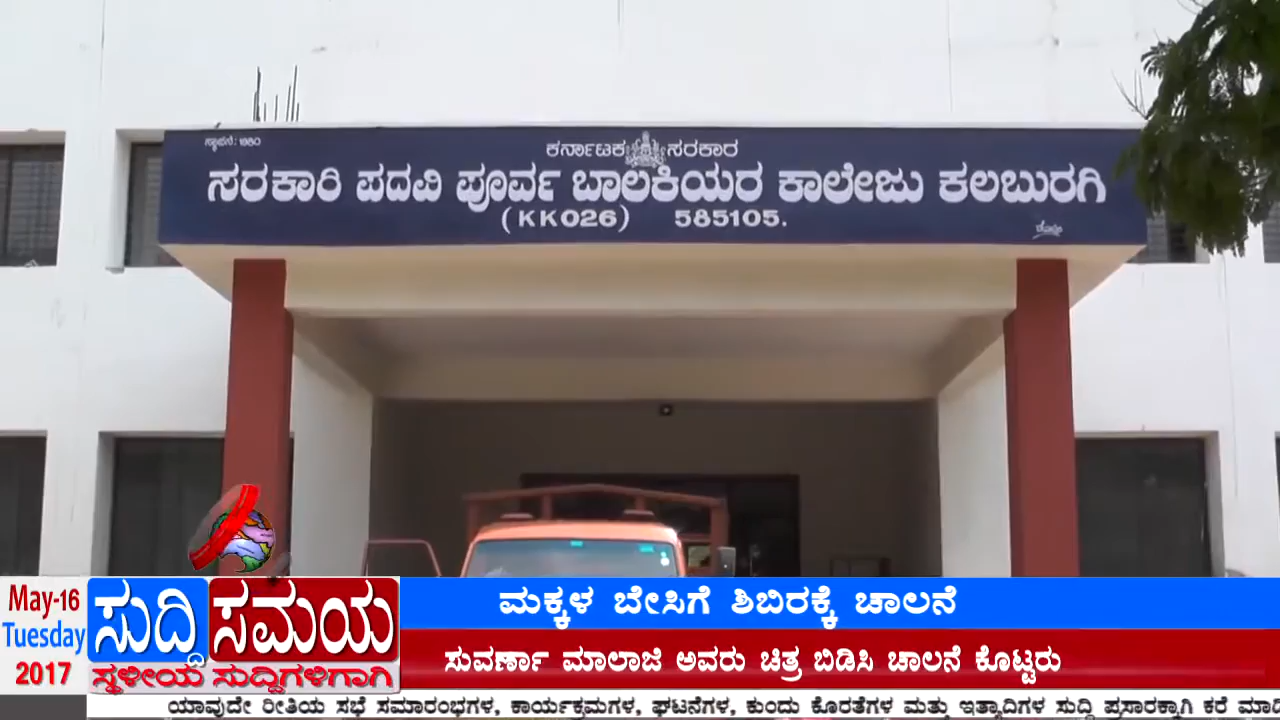 ಸ್ಥಾಪನೆ: ೧೯೮೦
ಕರ್ನಾಟಕ ಸರಕಾರ
ಸರಕಾರಿ ಪದವಿ ಪೂರ್ವ ಬಾಲಕಿಯರ ಕಾಲೇಜು ಕಲಬುರಗಿ
(KK026) 585105.
May-16
Tuesday
2017
ಸುದ್ದಿ ಸಮಯ
ಸ್ಥಳೀಯ ಸುದ್ದಿಗಳಿಗಾಗಿ
ಮಕ್ಕಳ ಬೇಸಿಗೆ ಶಿಬಿರಕ್ಕೆ ಚಾಲನೆ
ಸುವರ್ಣಾ ಮಾಲಾಜಿ ಅವರು ಚಿತ್ರ ಬಿಡಿಸಿ ಚಾಲನೆ ಕೊಟ್ಟರು
ಯಾವುದೇ ರೀತಿಯ ಸಭೆ ಸಮಾರಂಭಗಳ, ಕಾರ್ಯಕ್ರಮಗಳ, ಘಟನೆಗಳ, ಕುಂದು ಕೊರತೆಗಳ ಮತ್ತು ಇತ್ಯಾದಿಗಳ ಸುದ್ದಿ ಪ್ರಸಾರಕ್ಕಾಗಿ ಕರೆ ಮಾಡಿ